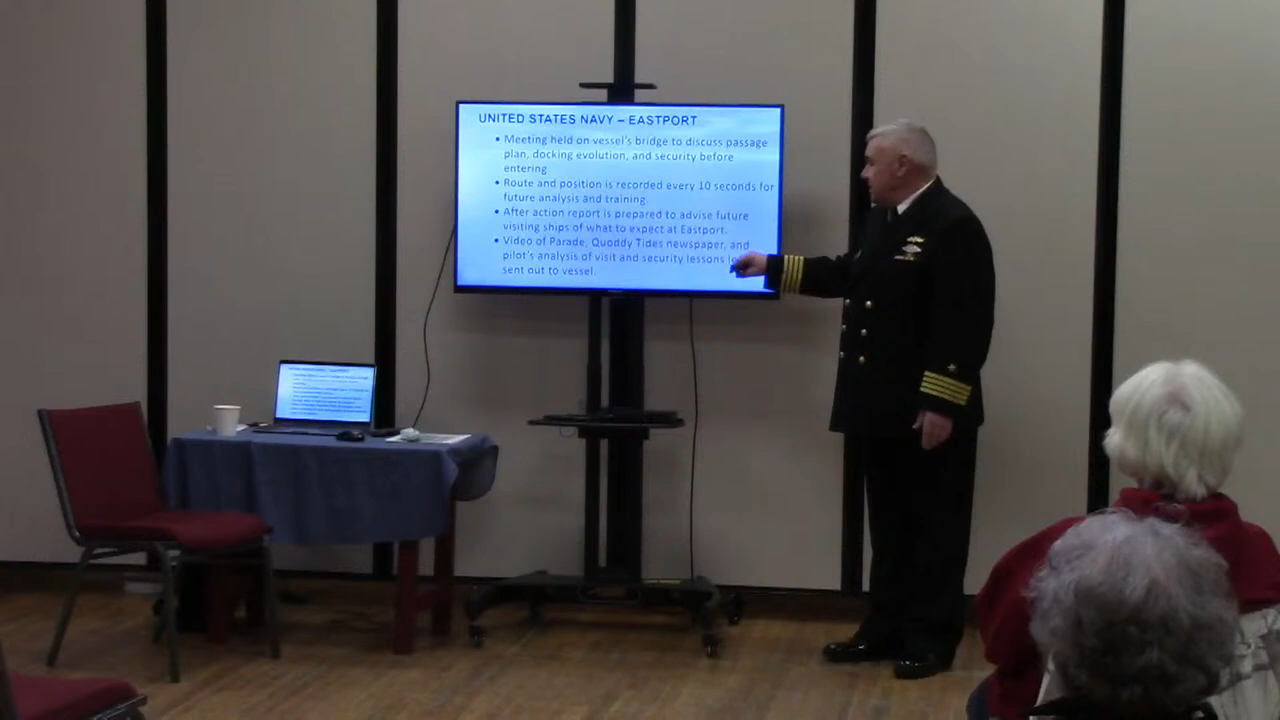 UNITED STATES NAVY – EASTPORT
• Meeting held on vessel's bridge to discuss passage
plan, docking evolution, and security before
entering
• Route and position is recorded every 10 seconds for
future analysis and training.
• After action report is prepared to advise future
visiting ships of what to expect at Eastport.
• Video of Parade, Quoddy Tides newspaper, and
pilot's analysis of visit and security lessons
sent out to vessel.